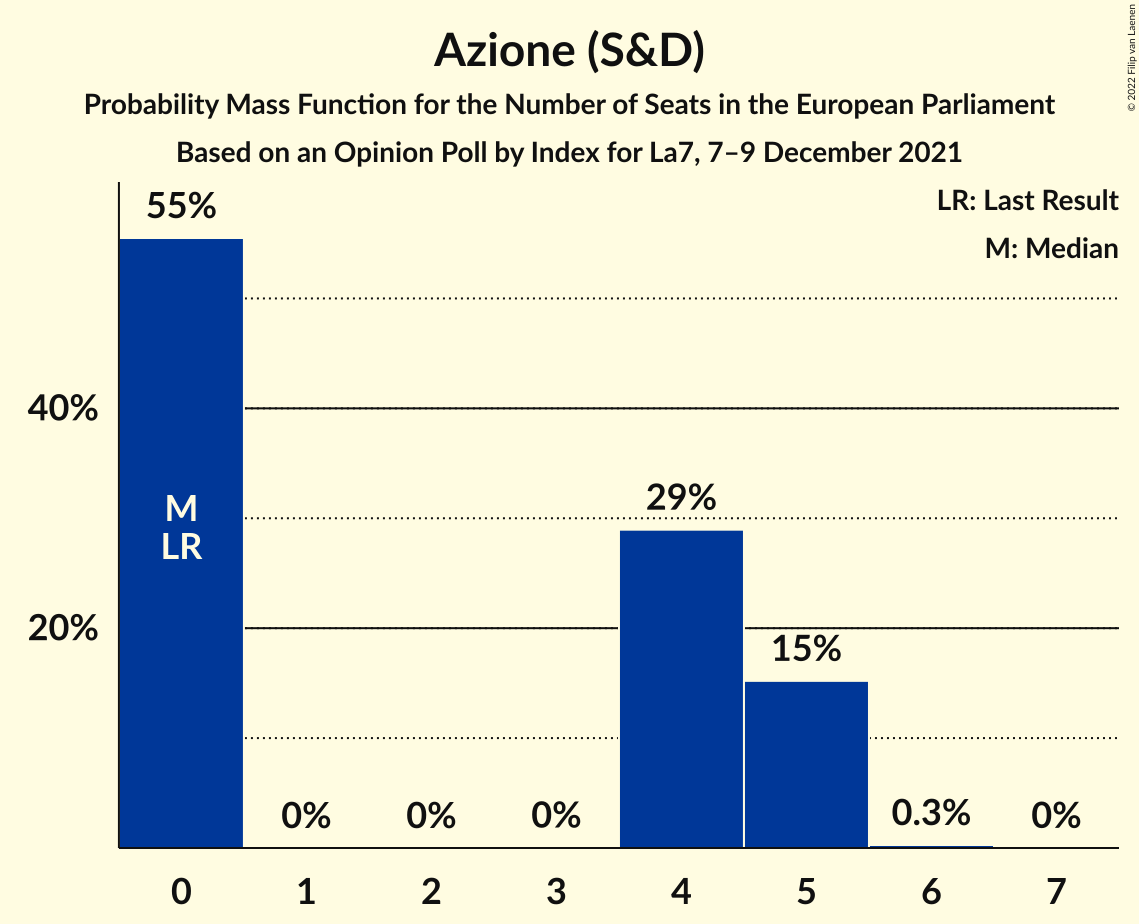 Azione (S&D)
Probability Mass Function for the Number of Seats in the European Parliament
Based on an Opinion Poll by Index for La7, 7–9 December 2021
© 2022 Filip van Laenen
LR: Last Result
M: Median
55%
40%
20%
M
LR
0%
0%
0%
29%
15%
0.3%
0%
0
1
2
3
4
5
6
7